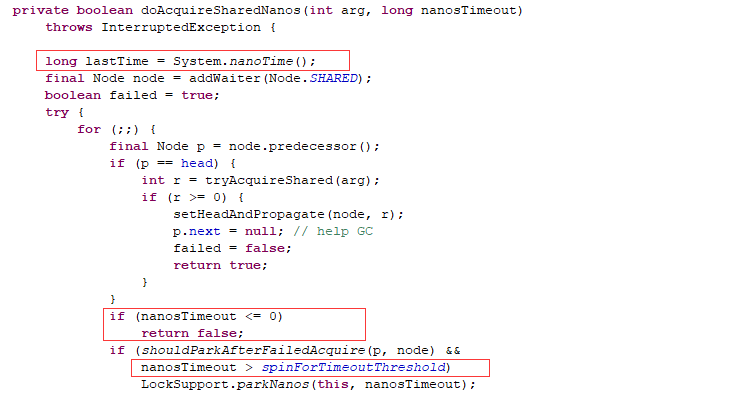 private boolean doAcquireSharedNanos(int arg, long nanosTimeout)
    throws InterruptedException {

    long lastTime = System.nanoTime();
    final Node node = addWaiter(Node.SHARED);
    boolean failed = true;
    try {
        for (;;) {
            final Node p = node.predecessor();
            if (p == head) {
                int r = tryAcquireShared(arg);
                if (r >= 0) {
                    setHeadAndPropagate(node, r);
                    p.next = null; // help GC
                    failed = false;
                    return true;
                }
            }
            if (nanosTimeout <= 0)
                return false;
            if (shouldParkAfterFailedAcquire(p, node) &&
                nanosTimeout > spinForTimeoutThreshold)
                LockSupport.parkNanos(this, nanosTimeout);